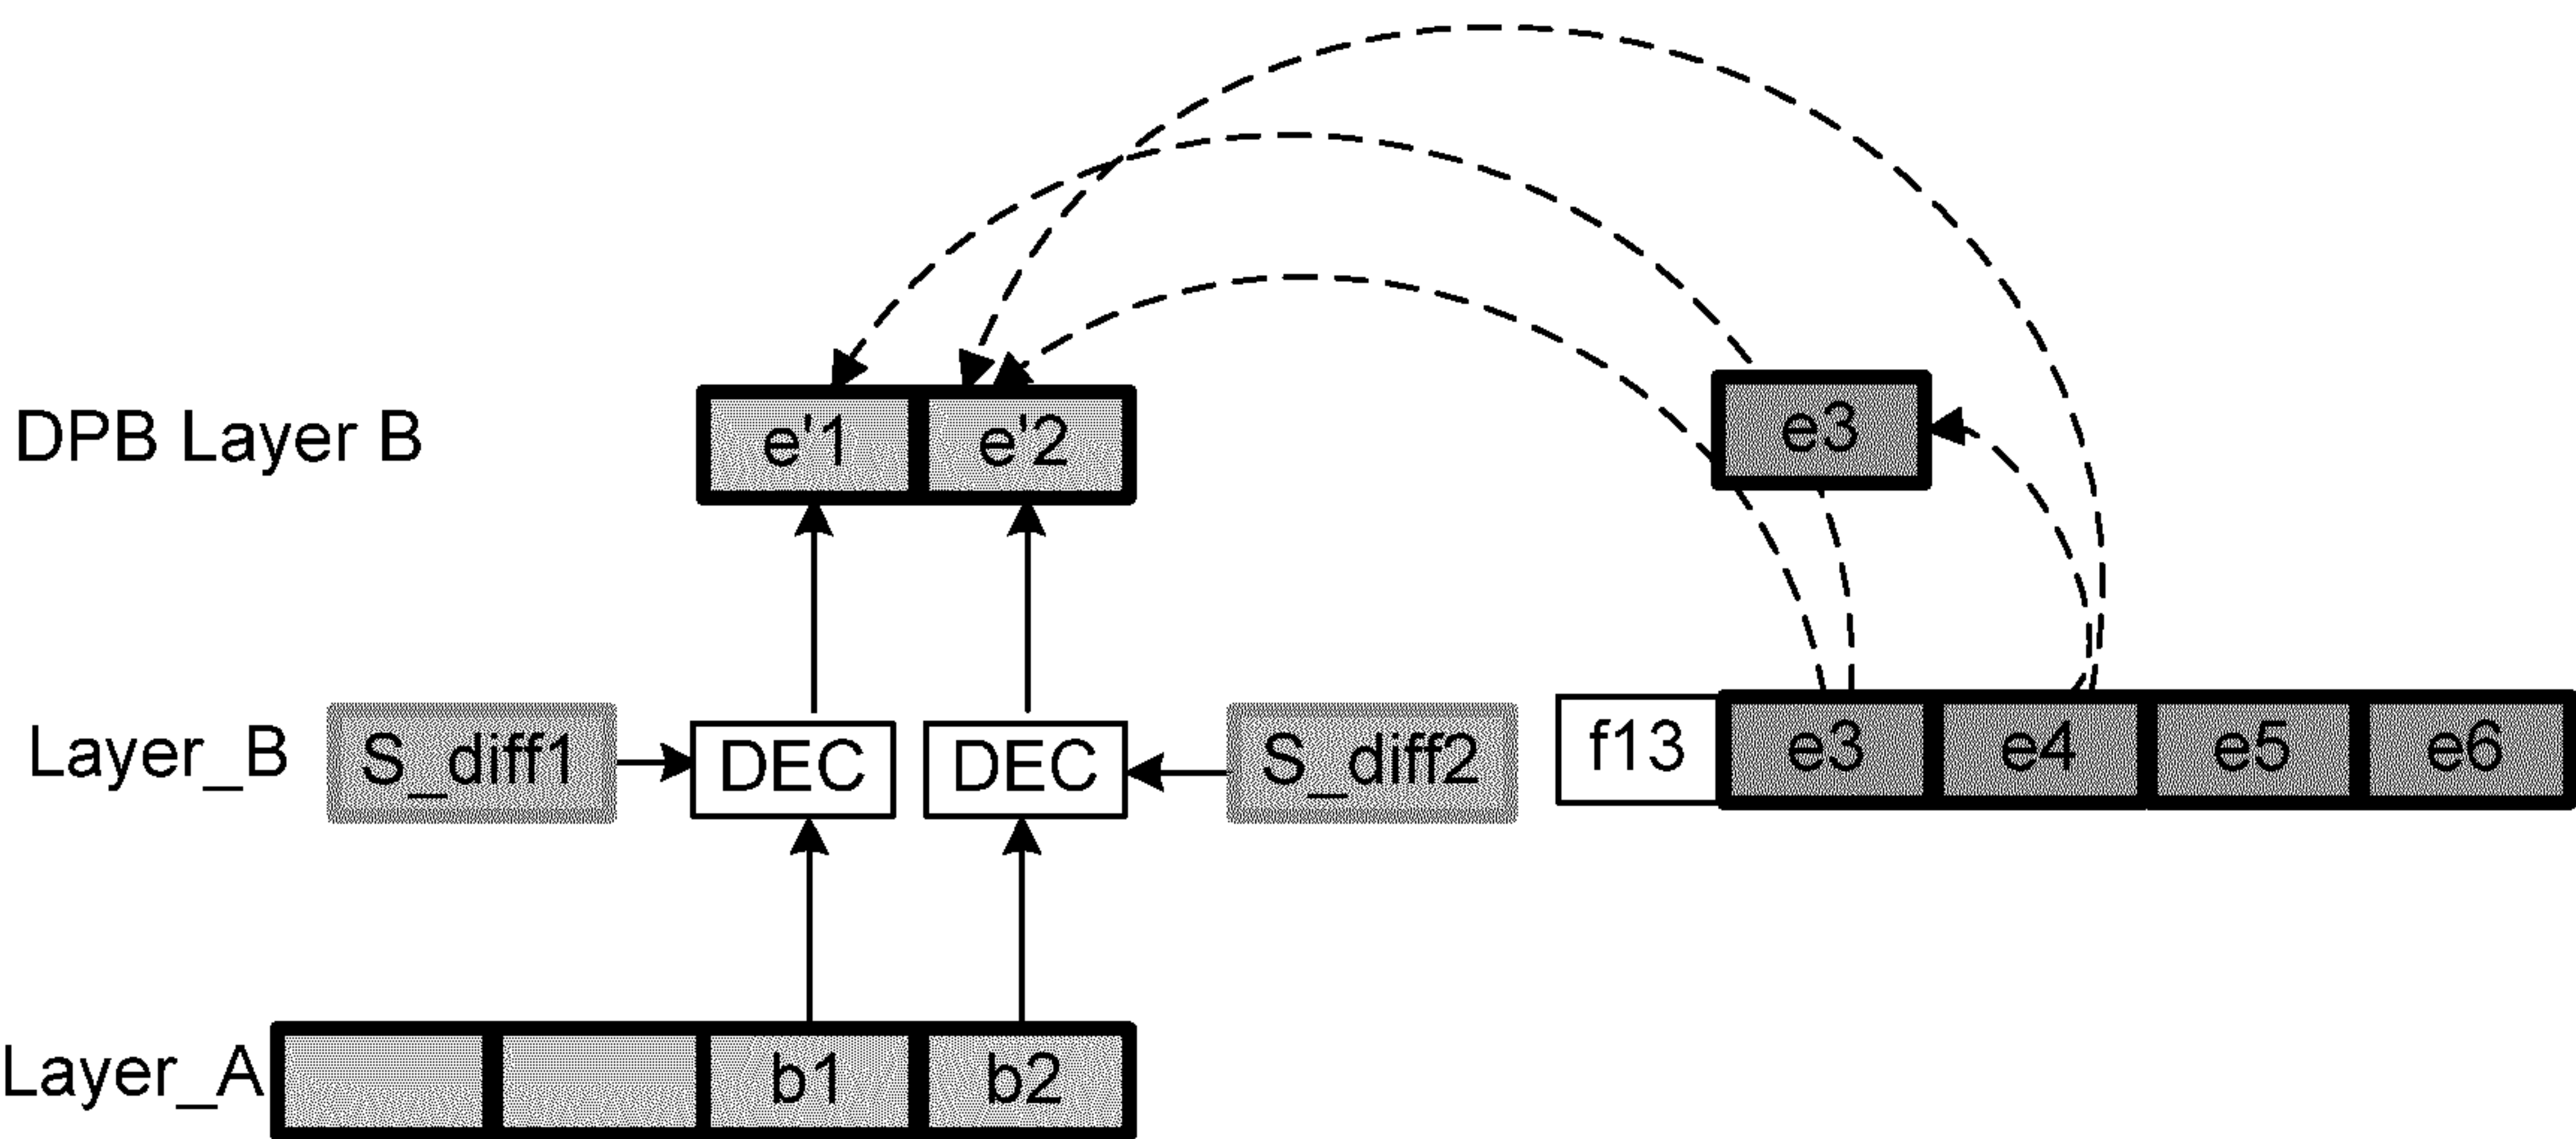 DPB Layer B e'1 e'2 e3
Layer_B S_diff1 DEC DEC S_diff2 f13 e3 e4 e5 e6
Layer_A b1 b2